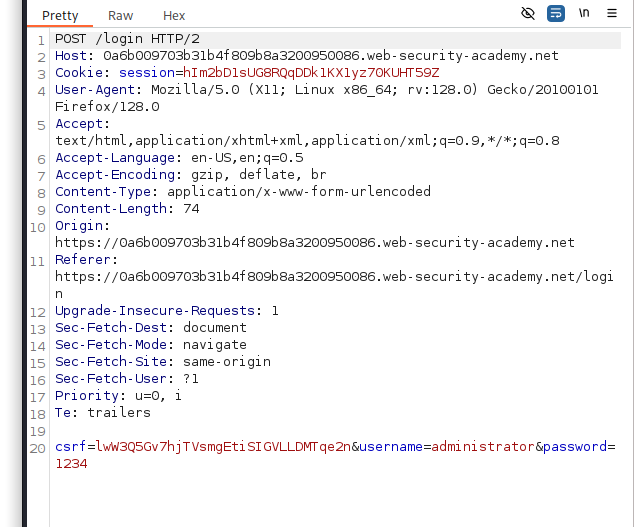 Pretty Raw Hex \n
1 POST /login HTTP/2
2 Host: 0a6b009703b31b4f809b8a3200950086.web-security-academy.net
3 Cookie: session=hIm2bD1sUG8RQqDDk1KX1yz70KUHT59Z
4 User-Agent: Mozilla/5.0 (X11; Linux x86_64; rv:128.0) Gecko/20100101
Firefox/128.0
5 Accept:
text/html,application/xhtml+xml,application/xml;q=0.9,*/*;q=0.8
6 Accept-Language: en-US,en;q=0.5
7 Accept-Encoding: gzip, deflate, br
8 Content-Type: application/x-www-form-urlencoded
9 Content-Length: 74
10 Origin:
https://0a6b009703b31b4f809b8a3200950086.web-security-academy.net
11 Referer:
https://0a6b009703b31b4f809b8a3200950086.web-security-academy.net/logi
n
12 Upgrade-Insecure-Requests: 1
13 Sec-Fetch-Dest: document
14 Sec-Fetch-Mode: navigate
15 Sec-Fetch-Site: same-origin
16 Sec-Fetch-User: ?1
17 Priority: u=0, i
18 Te: trailers
19
20 csrf=lwW3Q5Gv7hjTVsmgEtiSIGVLLDMTqe2n&username=administrator&password=
1234